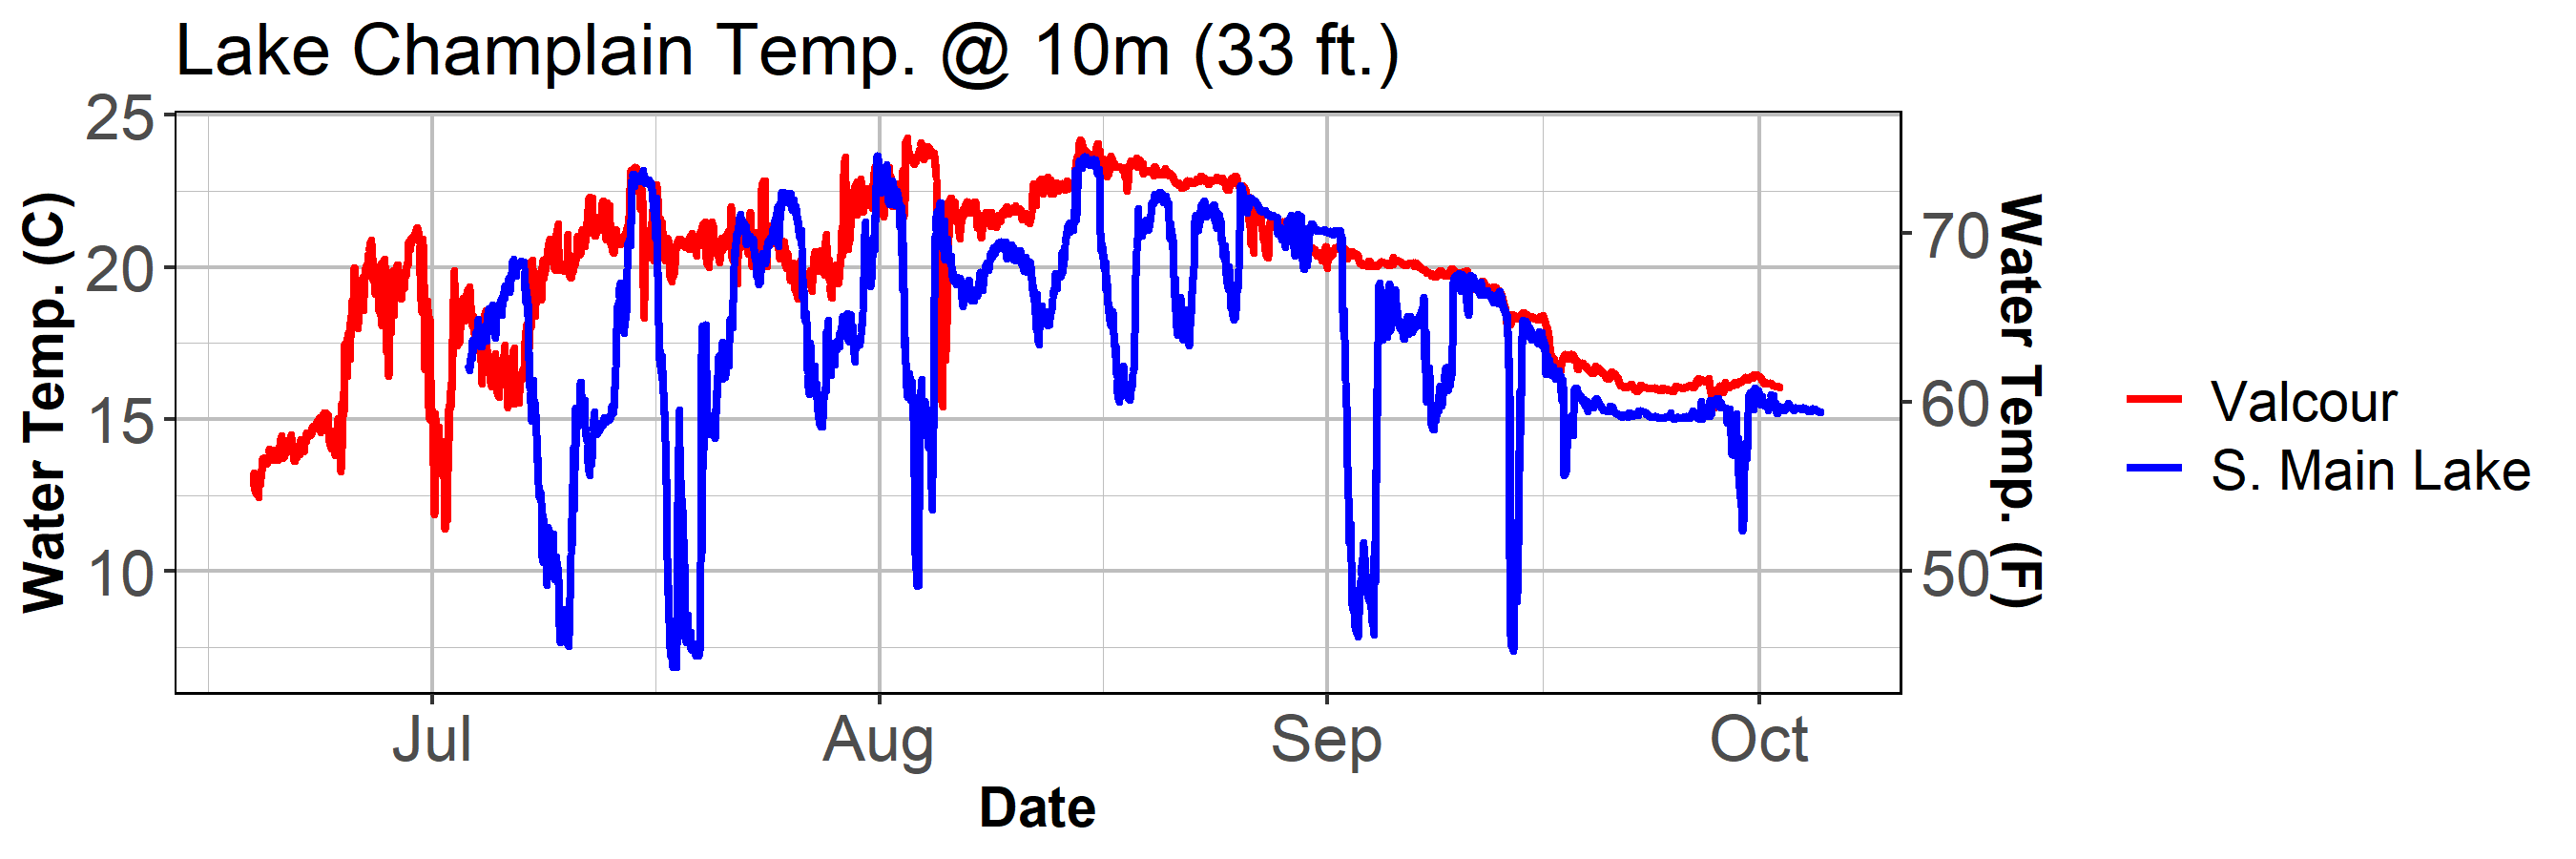 Lake Champlain Temp. @ 10m (33 ft.)
Water Temp. (C)
25
20
15
10
Water Temp. (F)
70
60
50
Jul
Aug
Sep
Oct
Date
Valcour
S. Main Lake